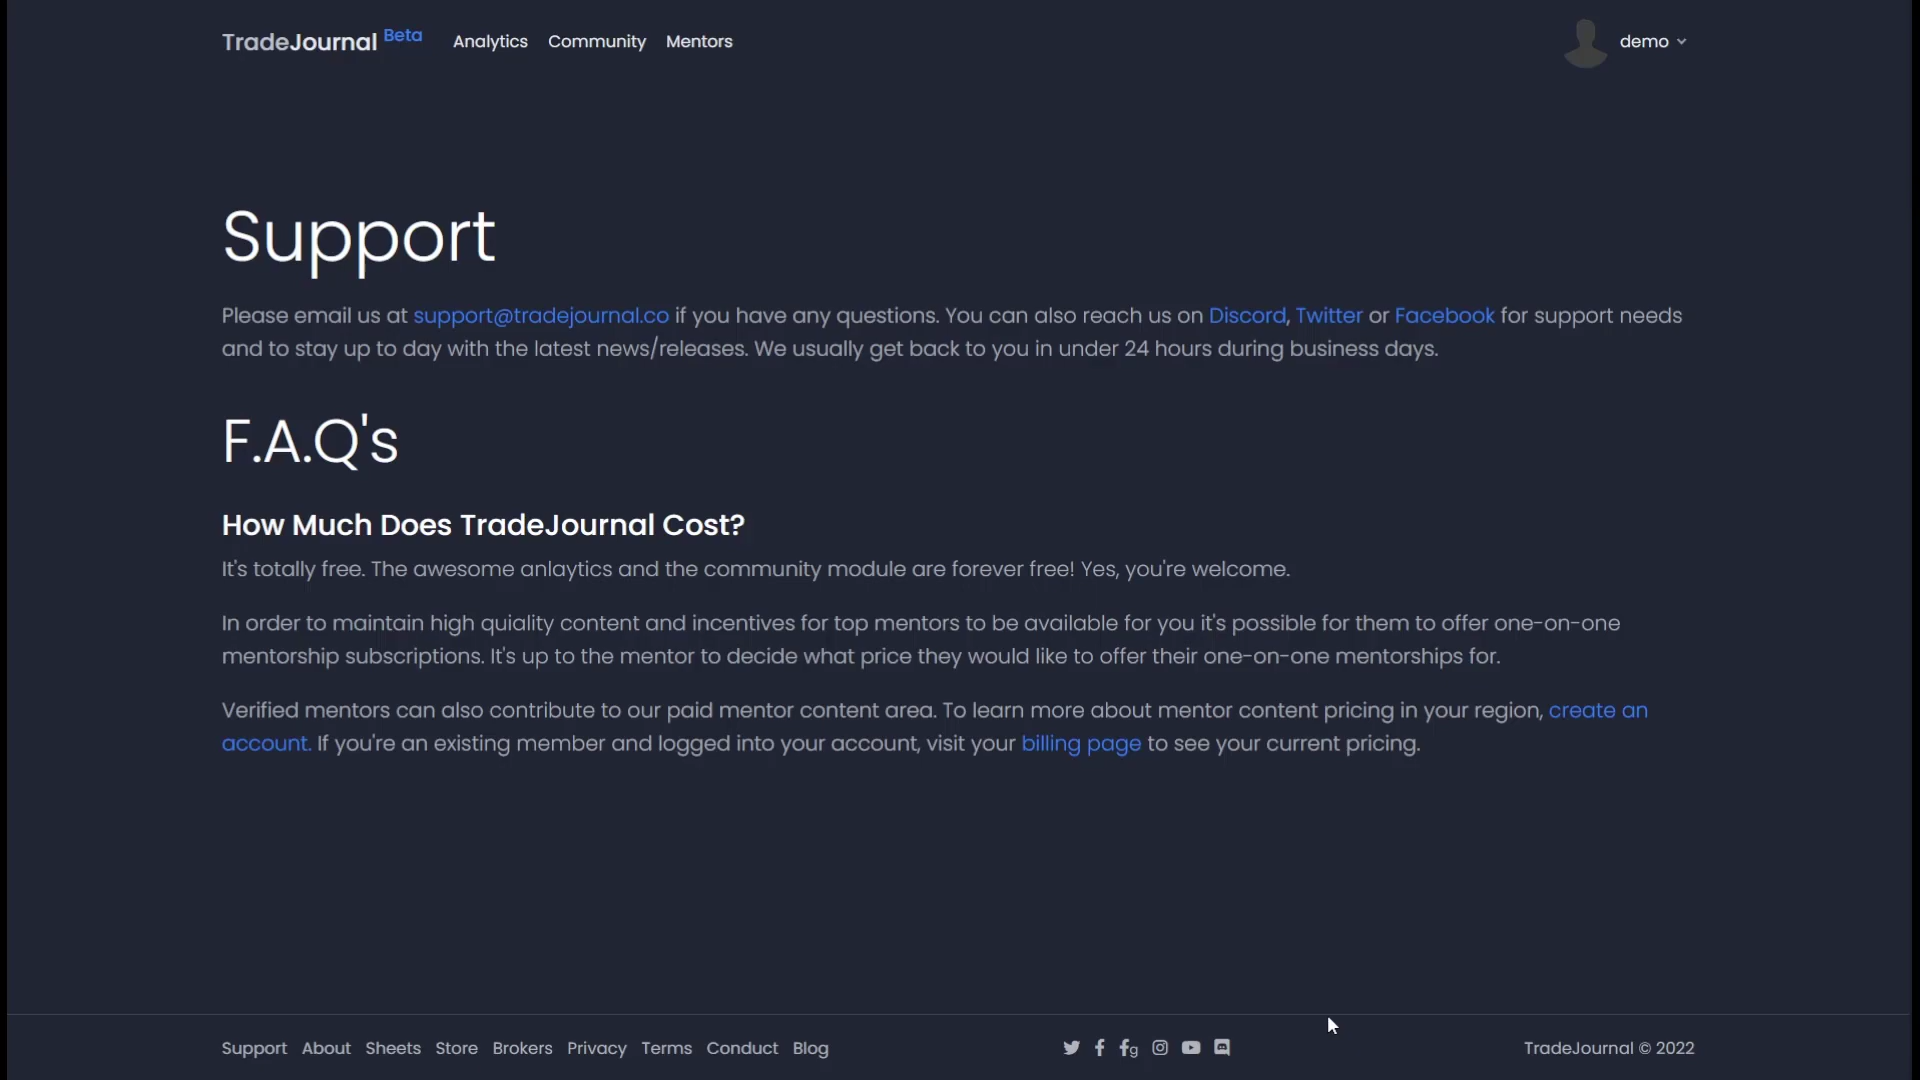 TradeJournal Beta Analytics Community Mentors demo
Support
Please email us at support@tradejournal.co if you have any questions. You can also reach us on Discord, Twitter or Facebook for support needs
and to stay up to day with the latest news/releases. We usually get back to you in under 24 hours during business days.
F.A.Q's
How Much Does TradeJournal Cost?
It's totally free. The awesome anlaytics and the community module are forever free! Yes, you're welcome.
In order to maintain high quiality content and incentives for top mentors to be available for you it's possible for them to offer one-on-one
mentorship subscriptions. It's up to the mentor to decide what price they would like to offer their one-on-one mentorships for.
Verified mentors can also contribute to our paid mentor content area. To learn more about mentor content pricing in your region, create an
account. If you're an existing member and logged into your account, visit your billing page to see your current pricing.
Support About Sheets Store Brokers Privacy Terms Conduct Blog TradeJournal © 2022